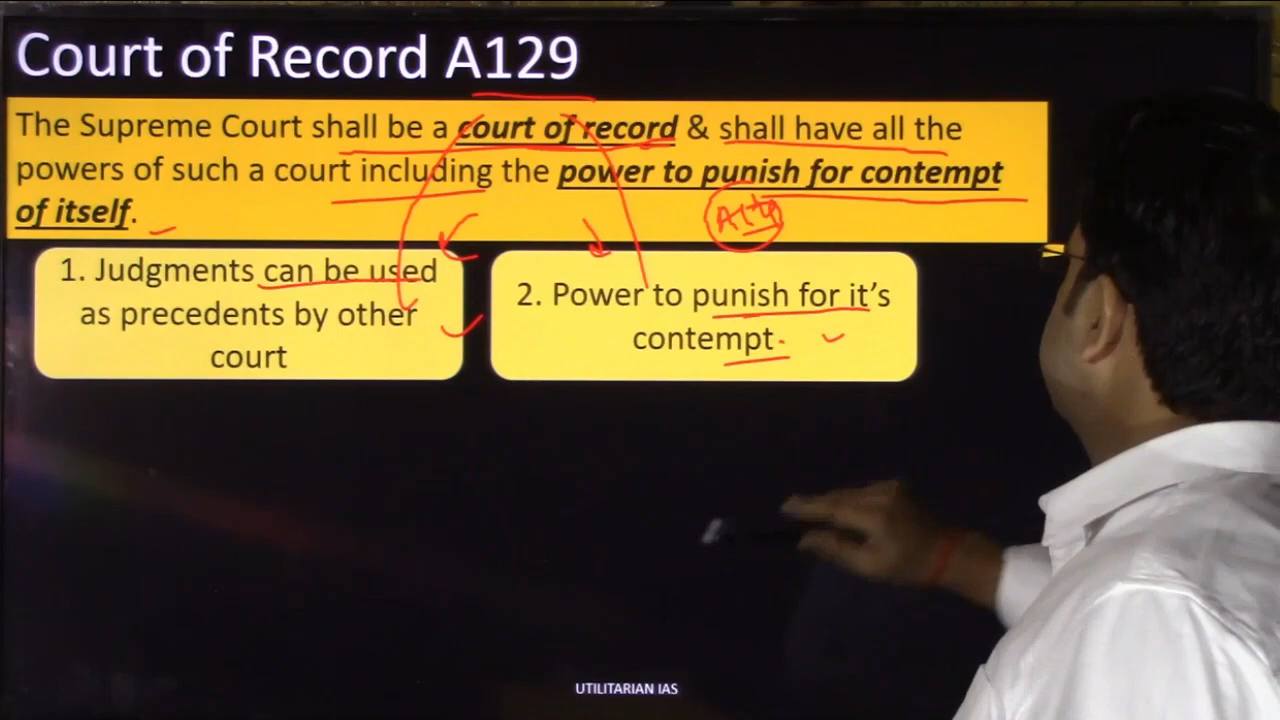 Court of Record A129
The Supreme Court shall be a court of record & shall have all the
powers of such a court including the power to punish for contempt
of itself.
1. Judgments can be used
as precedents by other
court
2. Power to punish for it's
contempt.
UTILITARIAN IAS